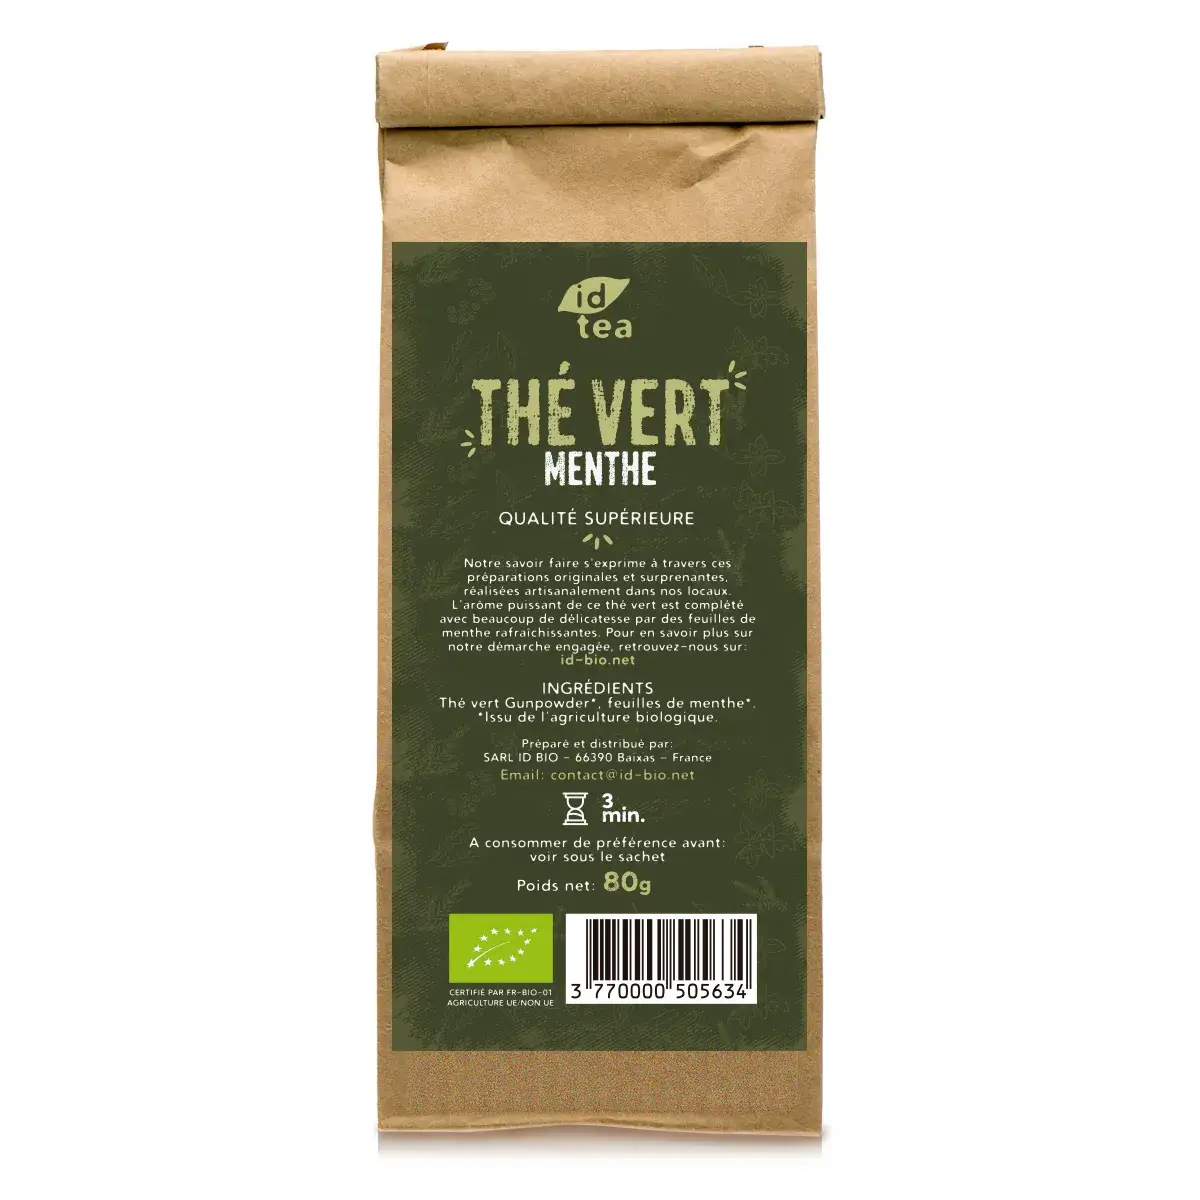 id
tea
THÉ VERT
MENTHE
QUALITÉ SUPÉRIEURE
Notre savoir faire s'exprime à travers ces
préparations originales et surprenantes,
réalisées artisanalement dans nos locaux.
L'arôme puissant de ce thé vert est complété
avec beaucoup de délicatesse par des feuilles de
menthe rafraîchissantes. Pour en savoir plus sur
notre démarche engagée, retrouvez-nous sur:
id-bio.net
INGRÉDIENTS
Thé vert Gunpowder*, feuilles de menthe*.
*Issu de l'agriculture biologique.
Préparé et distribué par:
SARL ID BIO - 66390 Baixas - France
Email: contact@id-bio.net
3
min.
A consommer de préférence avant:
voir sous le sachet
Poids net: 80g
CERTIFIÉ PAR FR-BIO-01
AGRICULTURE UE/NON UE
3 770000 505634